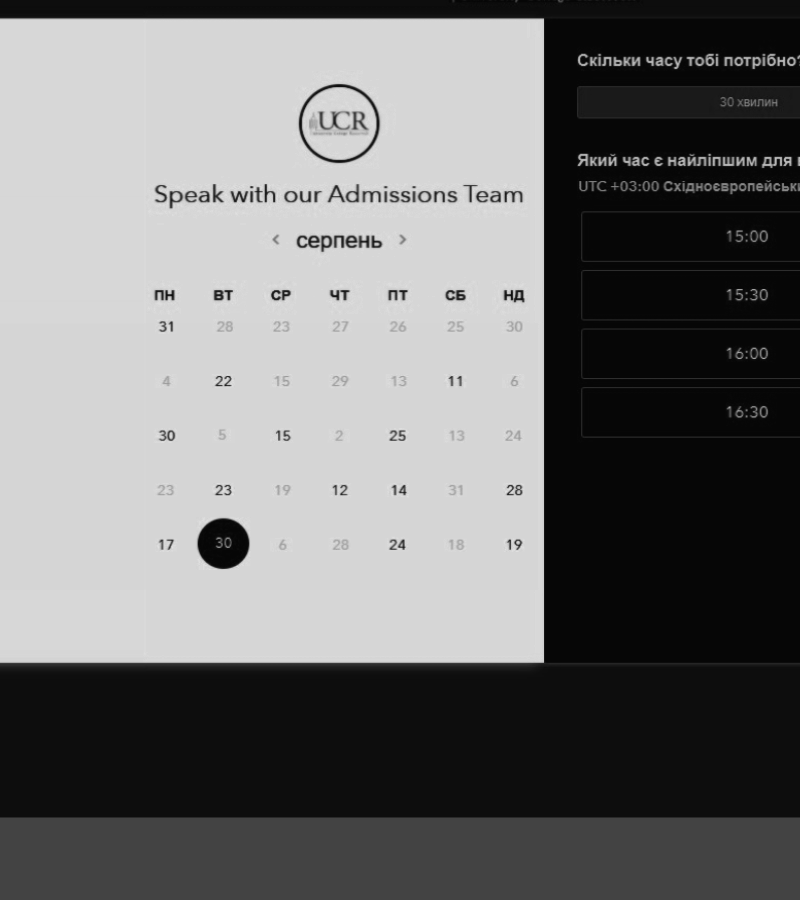 UCR
Speak with our Admissions Team
серпень
ПН ВТ СР ЧТ ПТ СБ НД
31 28 23 27 26 25 30
4 22 15 29 13 11 6
30 5 15 2 25 13 24
23 23 19 12 14 31 28
17 30 6 28 24 18 19
Скільки часу тобі потрібно?
30 хвилин
Який час є найліпшим для
UTC +03:00 Східноєвропейськи
15:00
15:30
16:00
16:30